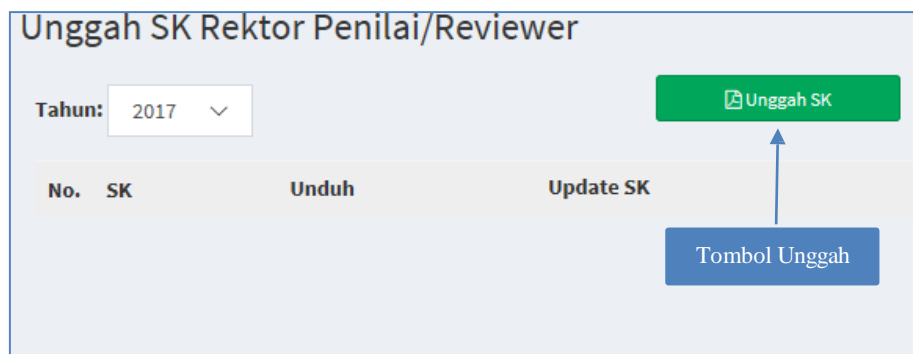 Unggah SK Rektor Penilai/Reviewer
Tahun: 2017 Unggah SK
No. SK Unduh Update SK
Tombol Unggah